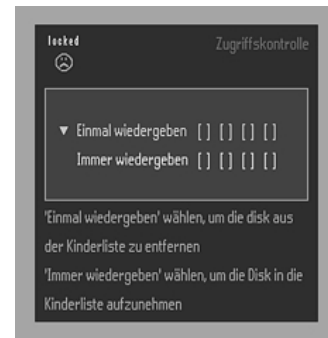 locked
Zugriffskontrolle
▼ Einmal wiedergeben [ ] [ ] [ ] [ ]
Immer wiedergeben [ ] [ ] [ ] [ ]
'Einmal wiedergeben' wählen, um die disk aus
der Kinderliste zu entfernen
'Immer wiedergeben' wählen, um die Disk in die
Kinderliste aufzunehmen